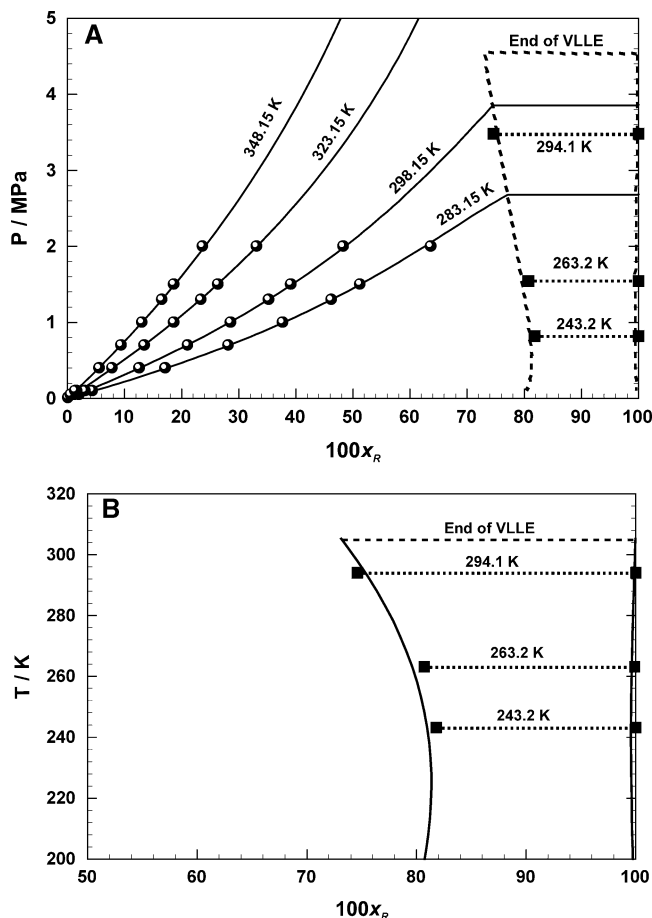 A
5
4
3
2
1
0
P / MPa
0 10 20 30 40 50 60 70 80 90 100
100x_R
348.15 K
323.15 K
298.15 K
283.15 K
End of VLLE
294.1 K
263.2 K
243.2 K
B
320
300
280
260
240
220
200
T / K
50 60 70 80 90 100
100x_R
End of VLLE
294.1 K
263.2 K
243.2 K